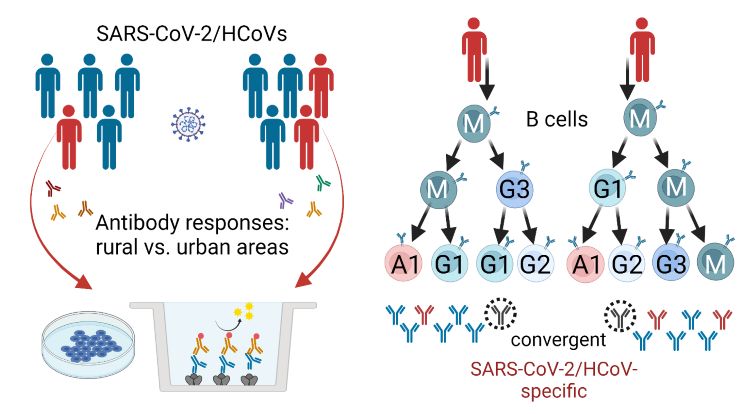 SARS-CoV-2/HCoVs
Antibody responses:
rural vs. urban areas
B cells
M
M
M
G3
G1
M
A1
G1
G1
G2
A1
G2
G3
M
convergent
SARS-CoV-2/HCoV-
specific